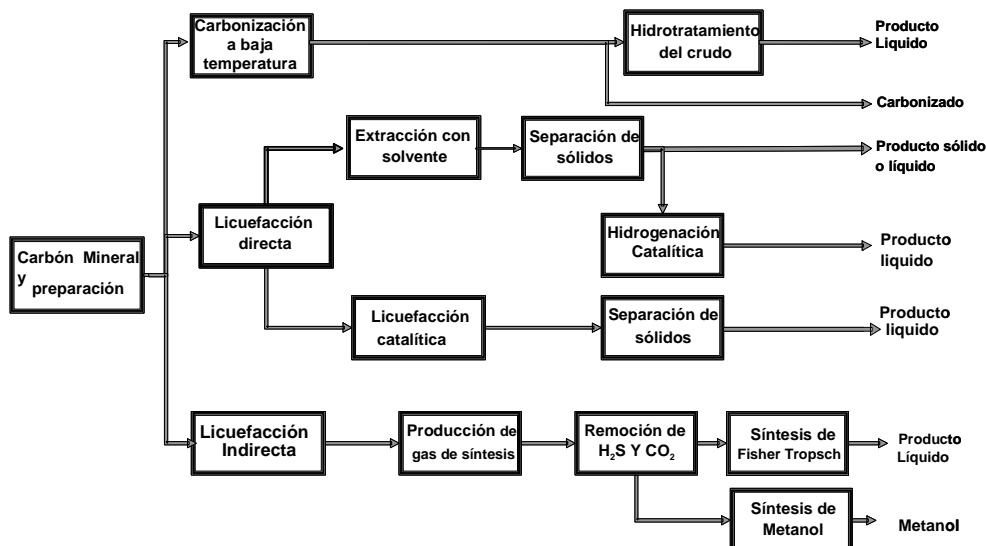 Carbonización
a baja
temperatura
Hidrotratamiento
del crudo
Producto
Liquido
Carbonizado
Extracción con
solvente
Separación de
sólidos
Producto sólido
o líquido
Licuefacción
directa
Hidrogenación
Catalítica
Producto
liquido
Carbón Mineral
y
preparación
Licuefacción
catalítica
Separación de
sólidos
Producto
liquido
Licuefacción
Indirecta
Producción de
gas de síntesis
Remoción de
H₂S Y CO₂
Síntesis de
Fisher Tropsch
Producto
Líquido
Síntesis de
Metanol
Metanol